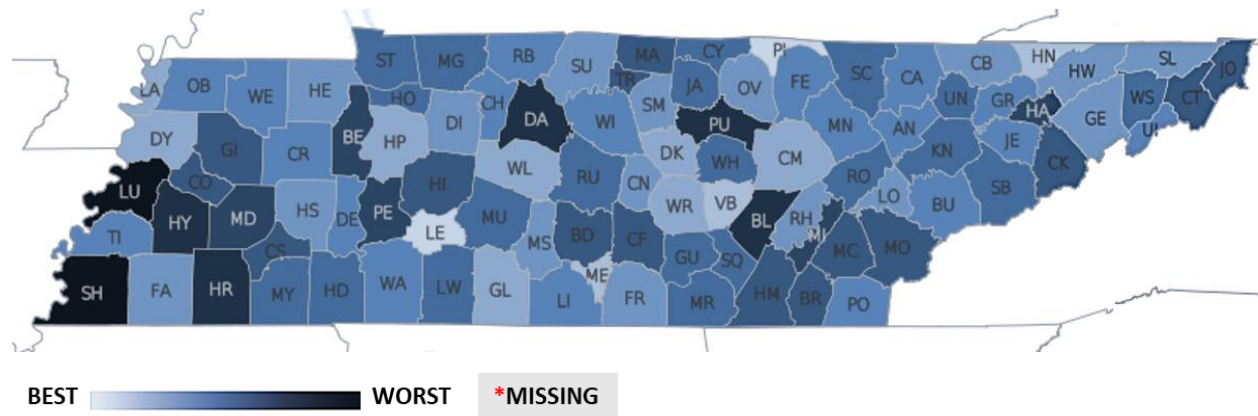 ST MG RB SU MA CY PI SC CA CB HN HW SL JO
LA OB WE HE HO CH TR JA OV FE UN GR HA WS CT
DY GI CR BE HP DI DA WI SM PU MN AN JE GE UI
LU CO HI WL RU DK WH CM RO KN CK
HY MD HS DE PE MU CN WR VB BL RH LO BU SB
TI CS LE MS BD CF GU SQ MI MC MO
SH FA HR MY HD WA LW GL LI ME FR MR HM BR PO
BEST WORST *MISSING